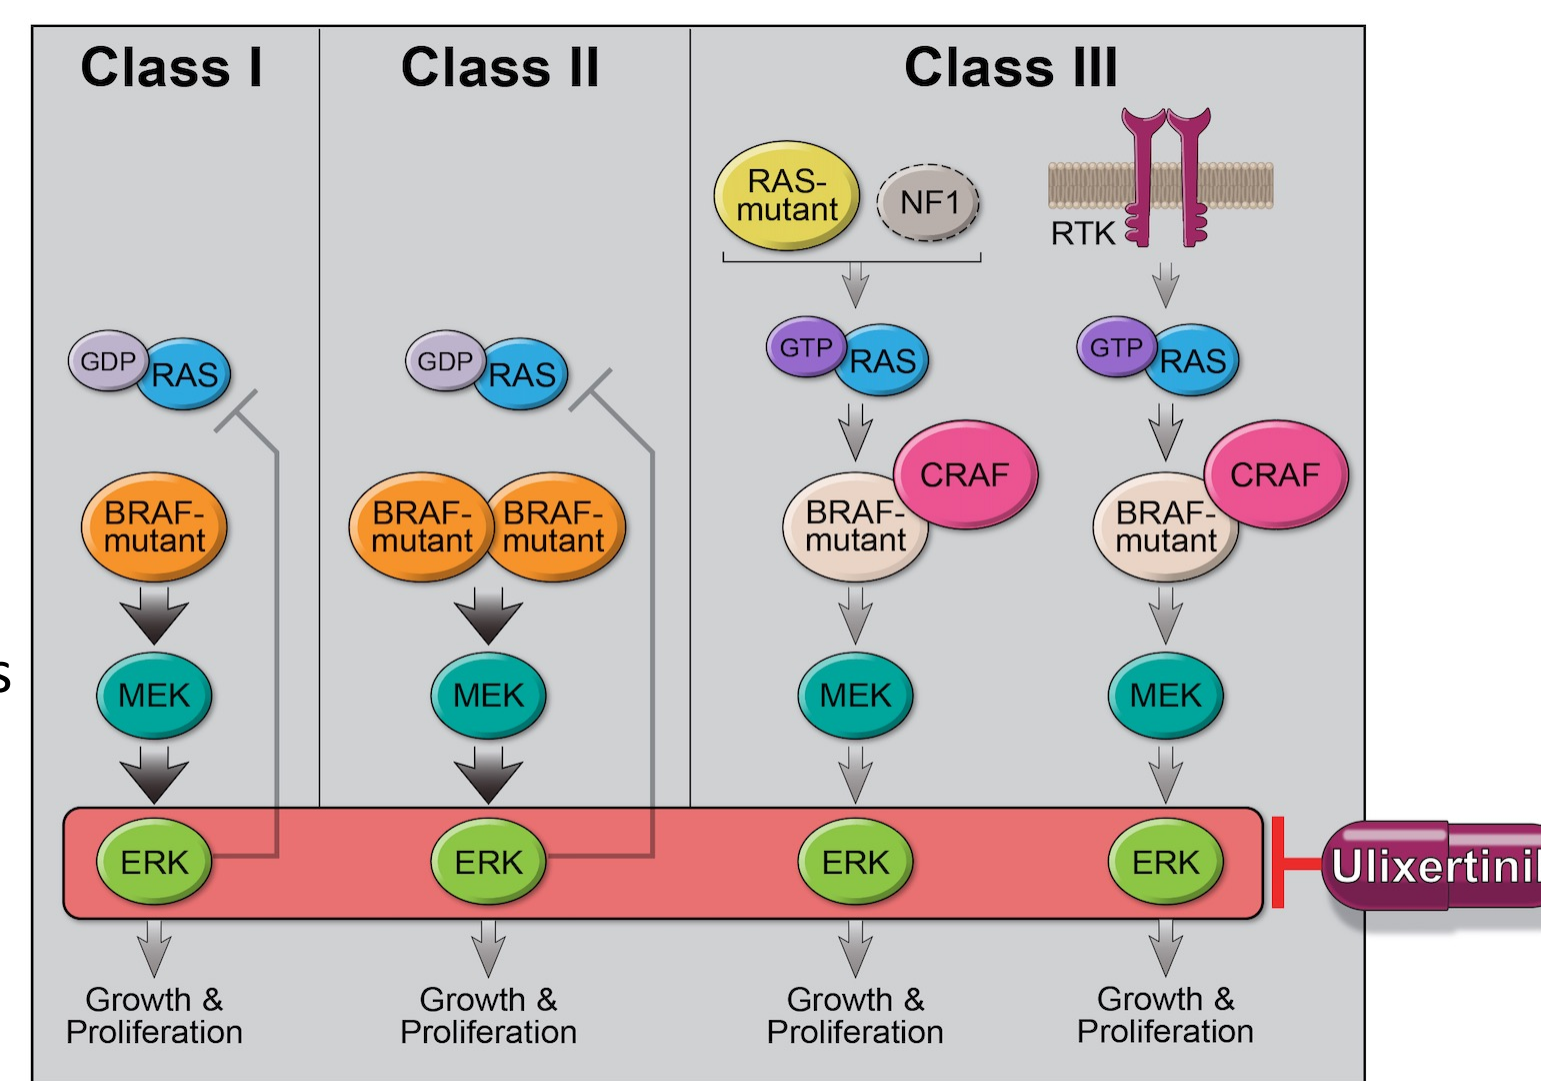 Class I
Class II
Class III
RAS-
mutant
NF1
RTK
GDP
RAS
GDP
RAS
GTP
RAS
GTP
RAS
CRAF
CRAF
BRAF-
mutant
BRAF-
mutant
BRAF-
mutant
BRAF-
mutant
BRAF-
mutant
MEK
MEK
MEK
MEK
s
ERK
ERK
ERK
ERK
Ulixertini
Growth &
Proliferation
Growth &
Proliferation
Growth &
Proliferation
Growth &
Proliferation